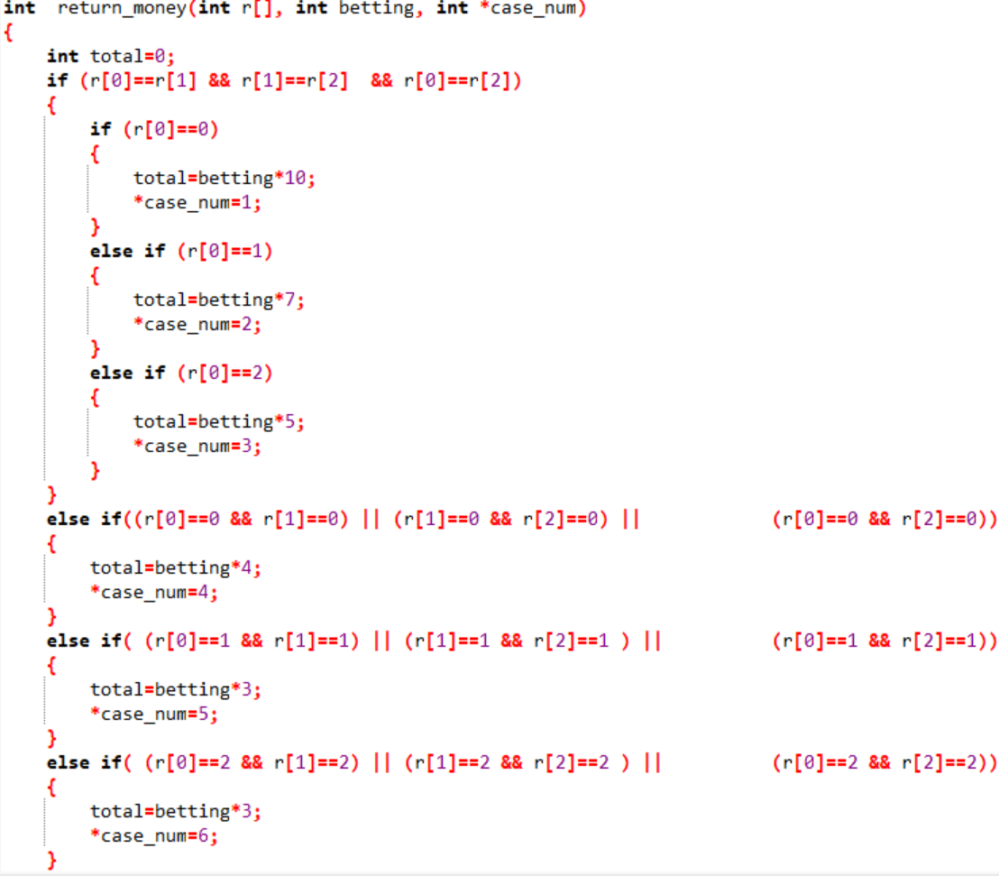 int  return_money(int r[], int betting, int *case_num)
{
    int total=0;
    if (r[0]==r[1] && r[1]==r[2]  && r[0]==r[2])
    {
        if (r[0]==0)
        {
            total=betting*10;
            *case_num=1;
        }
        else if (r[0]==1)
        {
            total=betting*7;
            *case_num=2;
        }
        else if (r[0]==2)
        {
            total=betting*5;
            *case_num=3;
        }
    }
    else if((r[0]==0 && r[1]==0) || (r[1]==0 && r[2]==0) ||            (r[0]==0 && r[2]==0))
    {
        total=betting*4;
        *case_num=4;
    }
    else if( (r[0]==1 && r[1]==1) || (r[1]==1 && r[2]==1 ) ||          (r[0]==1 && r[2]==1))
    {
        total=betting*3;
        *case_num=5;
    }
    else if( (r[0]==2 && r[1]==2) || (r[1]==2 && r[2]==2 ) ||          (r[0]==2 && r[2]==2))
    {
        total=betting*3;
        *case_num=6;
    }